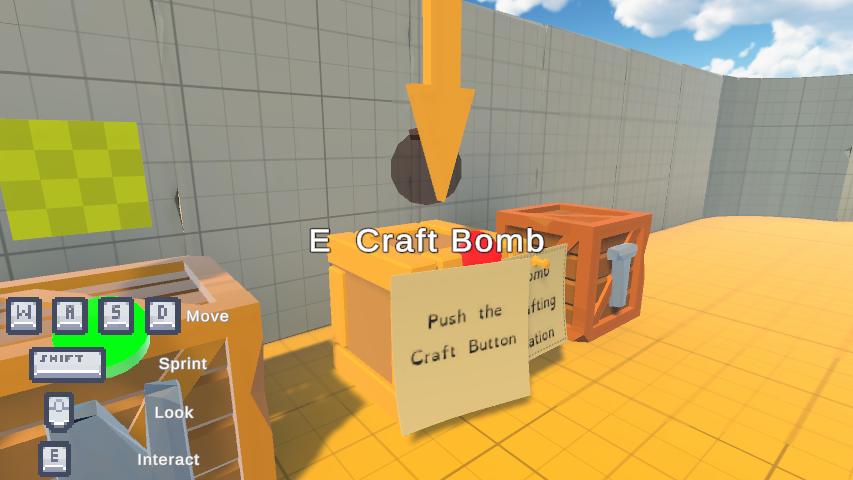 E Craft Bomb
Push the
Craft Button
W A S D Move
SHIFT Sprint
Look
E Interact